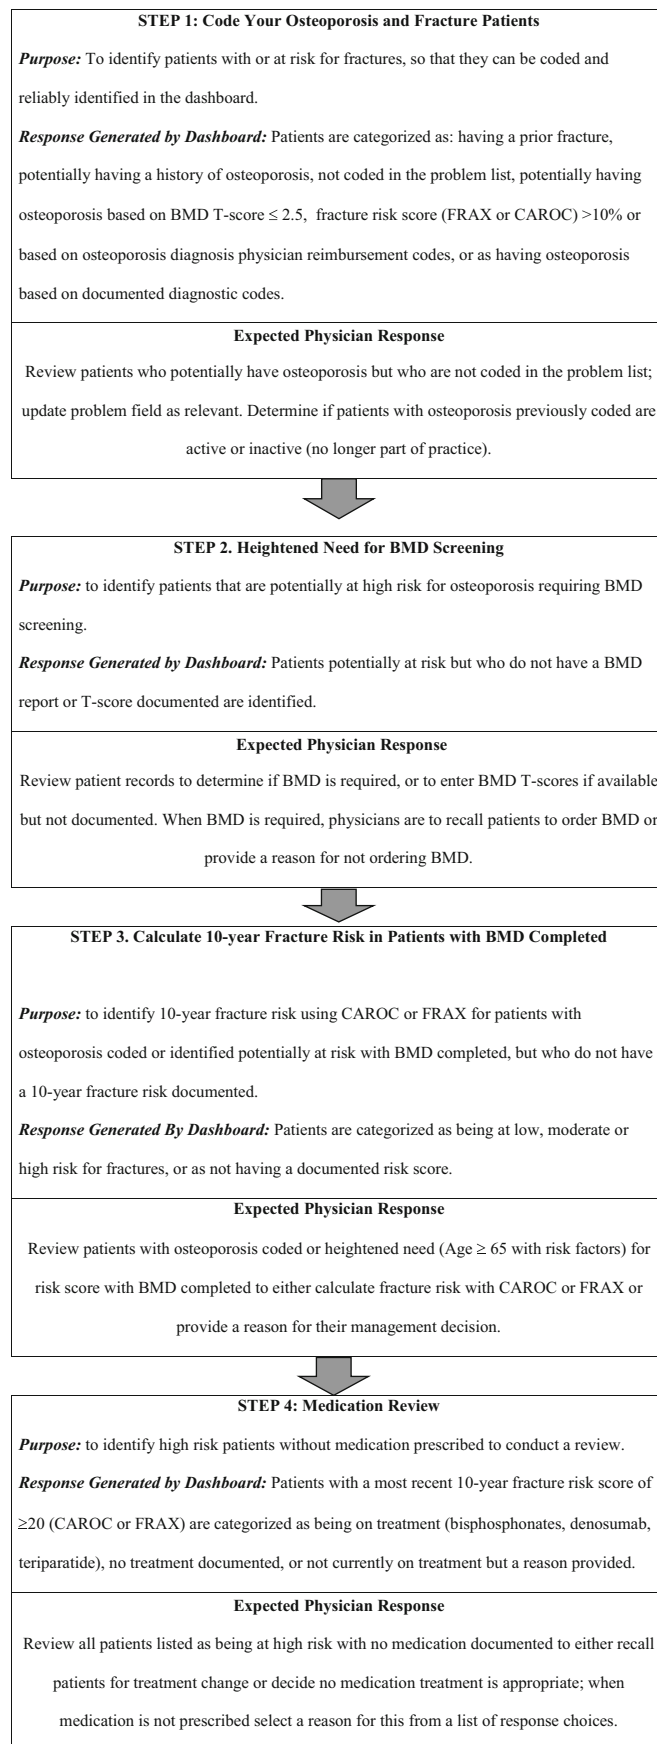 STEP 1: Code Your Osteoporosis and Fracture Patients
Purpose: To identify patients with or at risk for fractures, so that they can be coded and
reliably identified in the dashboard.
Response Generated by Dashboard: Patients are categorized as: having a prior fracture,
potentially having a history of osteoporosis, not coded in the problem list, potentially having
osteoporosis based on BMD T-score ≤ 2.5, fracture risk score (FRAX or CAROC) >10% or
based on osteoporosis diagnosis physician reimbursement codes, or as having osteoporosis
based on documented diagnostic codes.
Expected Physician Response
Review patients who potentially have osteoporosis but who are not coded in the problem list;
update problem field as relevant. Determine if patients with osteoporosis previously coded are
active or inactive (no longer part of practice).
STEP 2. Heightened Need for BMD Screening
Purpose: to identify patients that are potentially at high risk for osteoporosis requiring BMD
screening.
Response Generated by Dashboard: Patients potentially at risk but who do not have a BMD
report or T-score documented are identified.
Expected Physician Response
Review patient records to determine if BMD is required, or to enter BMD T-scores if available
but not documented. When BMD is required, physicians are to recall patients to order BMD or
provide a reason for not ordering BMD.
STEP 3. Calculate 10-year Fracture Risk in Patients with BMD Completed
Purpose: to identify 10-year fracture risk using CAROC or FRAX for patients with
osteoporosis coded or identified potentially at risk with BMD completed, but who do not have
a 10-year fracture risk documented.
Response Generated By Dashboard: Patients are categorized as being at low, moderate or
high risk for fractures, or as not having a documented risk score.
Expected Physician Response
Review patients with osteoporosis coded or heightened need (Age ≥ 65 with risk factors) for
risk score with BMD completed to either calculate fracture risk with CAROC or FRAX or
provide a reason for their management decision.
STEP 4: Medication Review
Purpose: to identify high risk patients without medication prescribed to conduct a review.
Response Generated by Dashboard: Patients with a most recent 10-year fracture risk score of
≥20 (CAROC or FRAX) are categorized as being on treatment (bisphosphonates, denosumab,
teriparatide), no treatment documented, or not currently on treatment but a reason provided.
Expected Physician Response
Review all patients listed as being at high risk with no medication documented to either recall
patients for treatment change or decide no medication treatment is appropriate; when
medication is not prescribed select a reason for this from a list of response choices.